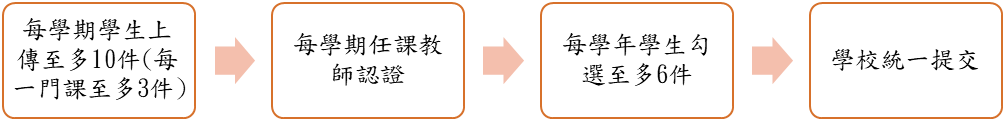 每學期學生上
傳至多10件(每
一門課至多3件)
每學期任課教
師認證
每學年學生勾
選至多6件
學校統一提交